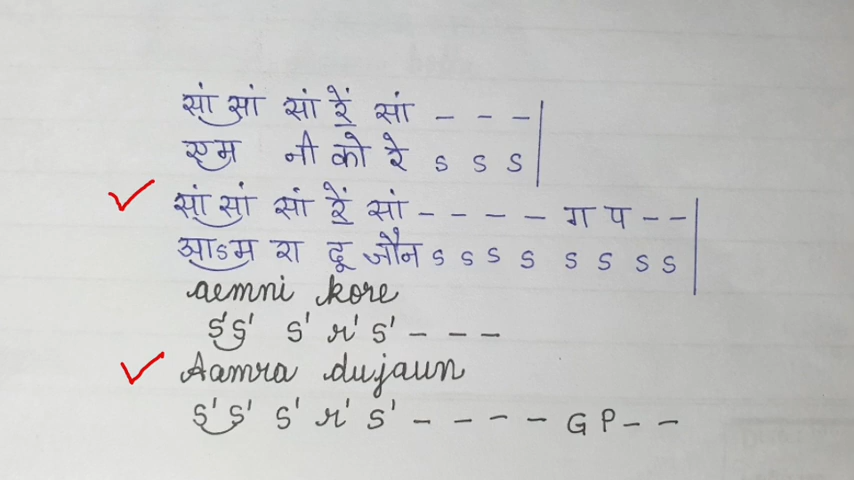 सां सां सां रें॒ सां - - - |
एम नी को रे S S S |
सां सां सां रें॒ सां - - - - ग प - - |
आऽम रा दू जौन S S S S S S S S |
aemni kore
S' S' S' r' S' - - -
Aamra dujaun
S' S' S' r' S' - - - - G P - -